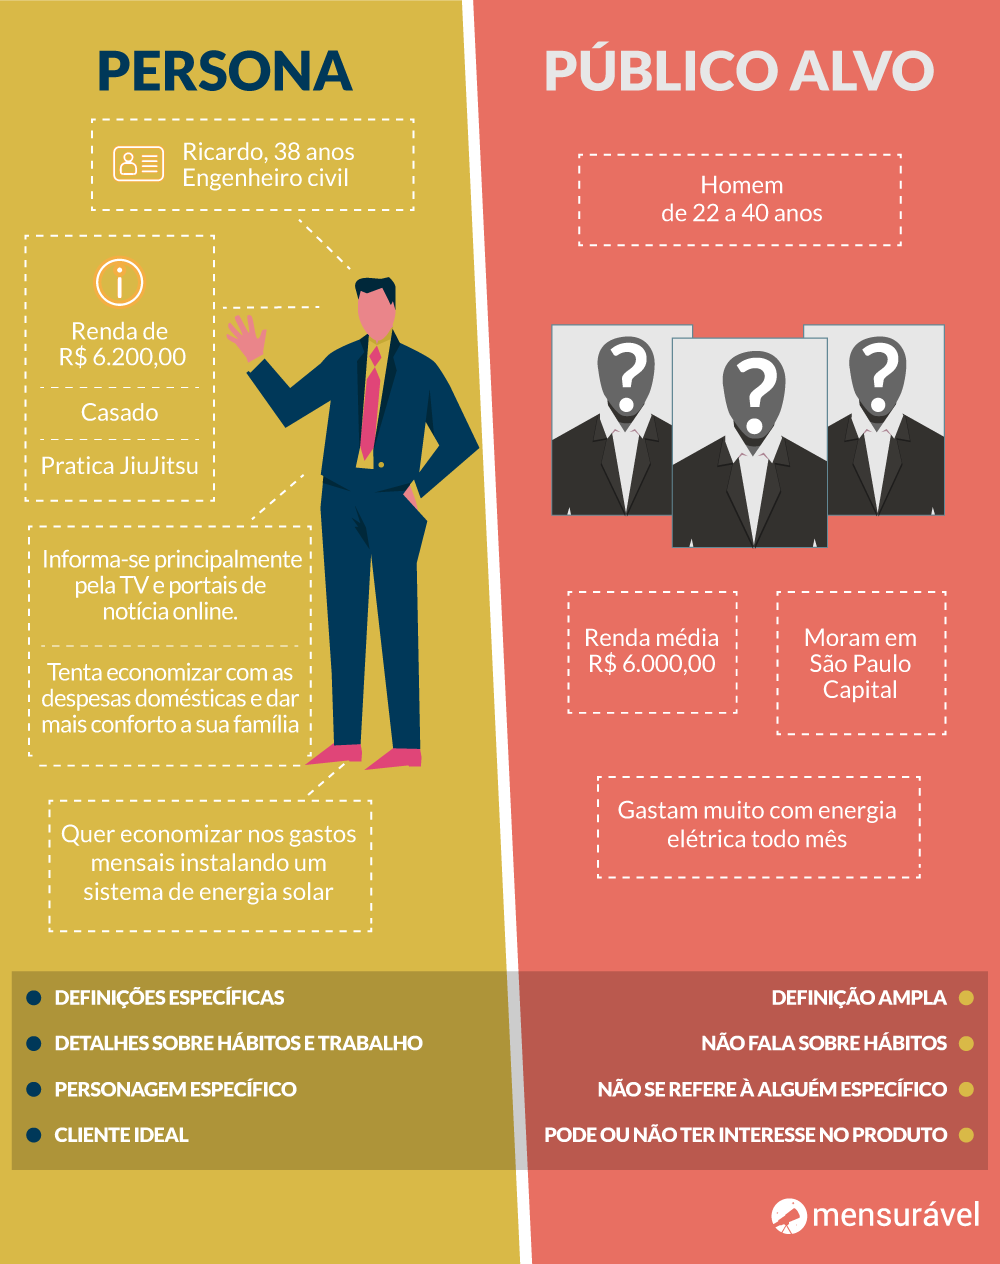 PERSONA
Ricardo, 38 anos
Engenheiro civil
Renda de
R$ 6.200,00
Casado
Pratica JiuJitsu
Informa-se principalmente
pela TV e portais de
notícia online.
Tenta economizar com as
despesas domésticas e dar
mais conforto a sua família
Quer economizar nos gastos
mensais instalando um
sistema de energia solar
DEFINIÇÕES ESPECÍFICAS
DETALHES SOBRE HÁBITOS E TRABALHO
PERSONAGEM ESPECÍFICO
CLIENTE IDEAL
PÚBLICO ALVO
Homem
de 22 a 40 anos
?
?
?
Renda média
R$ 6.000,00
Moram em
São Paulo
Capital
Gastam muito com energia
elétrica todo mês
DEFINIÇÃO AMPLA
NÃO FALA SOBRE HÁBITOS
NÃO SE REFERE À ALGUÉM ESPECÍFICO
PODE OU NÃO TER INTERESSE NO PRODUTO
mensurável